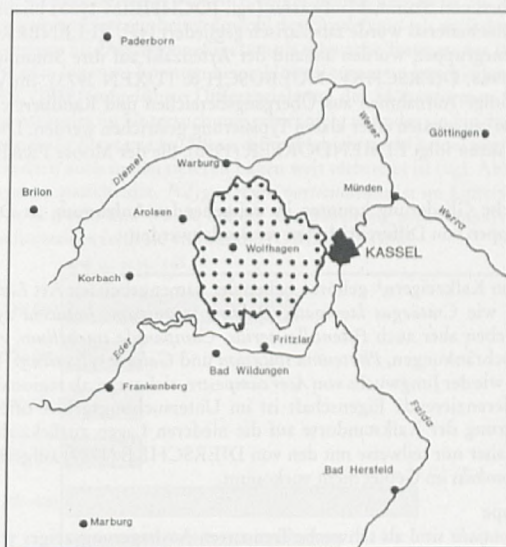 Paderborn
Weser
Göttingen
Diemel
Warburg
Brilon
Münden
Arolsen
Werra
Wolfhagen
KASSEL
Korbach
Eder
Fritzlar
Bad Wildungen
Frankenberg
Fulda
Bad Hersfeld
Marburg